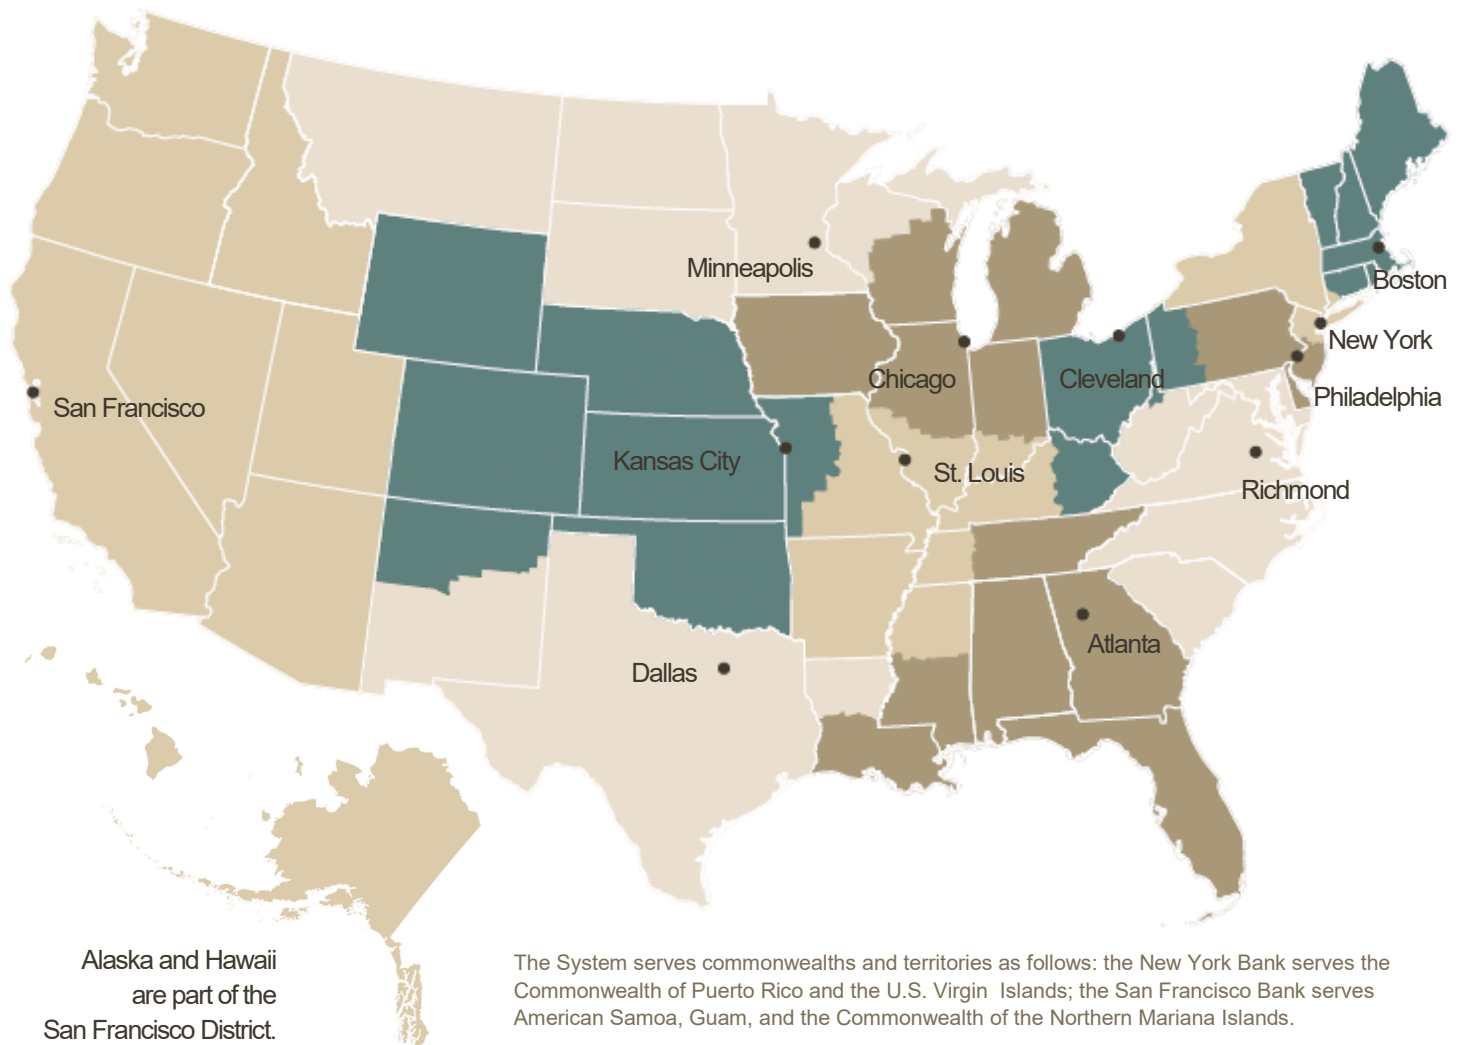 Minneapolis
Boston
New York
Chicago
Cleveland
Philadelphia
San Francisco
Kansas City
St. Louis
Richmond
Atlanta
Dallas
Alaska and Hawaii
are part of the
San Francisco District.
The System serves commonwealths and territories as follows: the New York Bank serves the
Commonwealth of Puerto Rico and the U.S. Virgin Islands; the San Francisco Bank serves
American Samoa, Guam, and the Commonwealth of the Northern Mariana Islands.